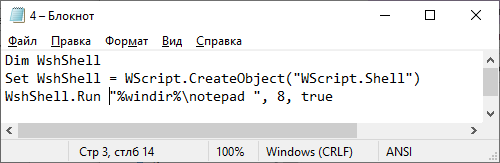 4 – Блокнот
Файл Правка Формат Вид Справка
Dim WshShell
Set WshShell = WScript.CreateObject("WScript.Shell")
WshShell.Run "%windir%\notepad ", 8, true
Стр 3, стлб 14 100% Windows (CRLF) ANSI